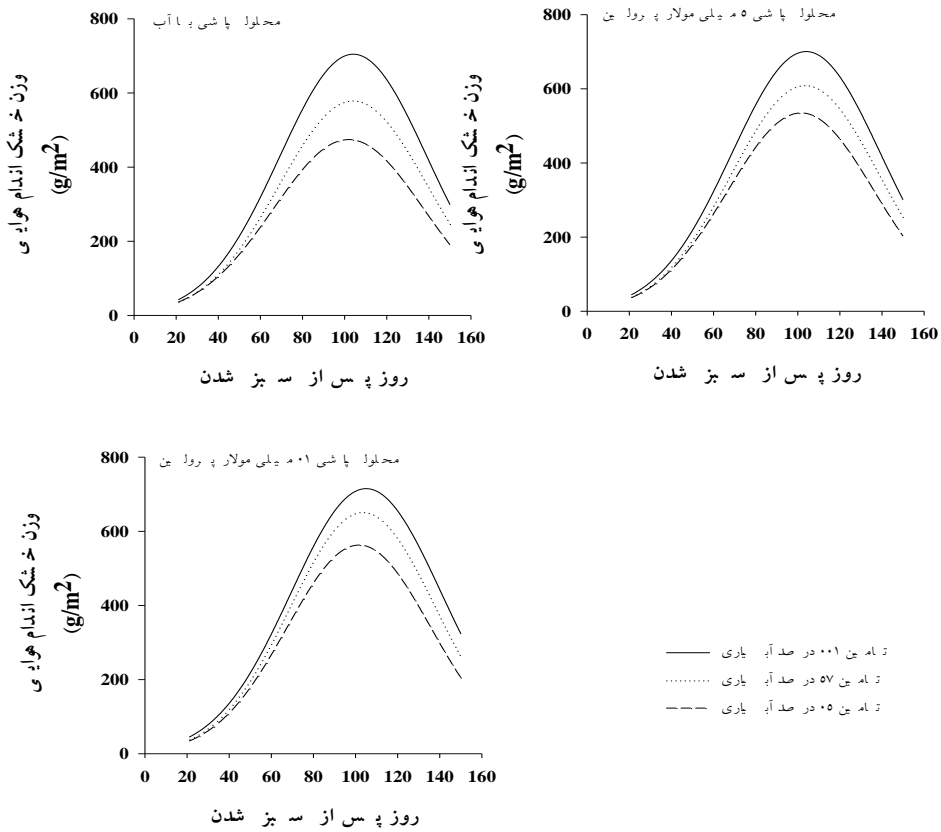 محلول پاشی با آب
وزن خشک اندام هوایی
(g/m²)
800
600
400
200
0
0 20 40 60 80 100 120 140 160
روز پس از سبز شدن
محلول پاشی ۵ میلی مولار پرولین
وزن خشک اندام هوایی
(g/m²)
800
600
400
200
0
0 20 40 60 80 100 120 140 160
روز پس از سبز شدن
محلول پاشی ۰۱ میلی مولار پرولین
وزن خشک اندام هوایی
(g/m²)
800
600
400
200
0
0 20 40 60 80 100 120 140 160
روز پس از سبز شدن
تامین ۰۰۱ درصد آبیاری
تامین ۵۷ درصد آبیاری
تامین ۰۵ درصد آبیاری